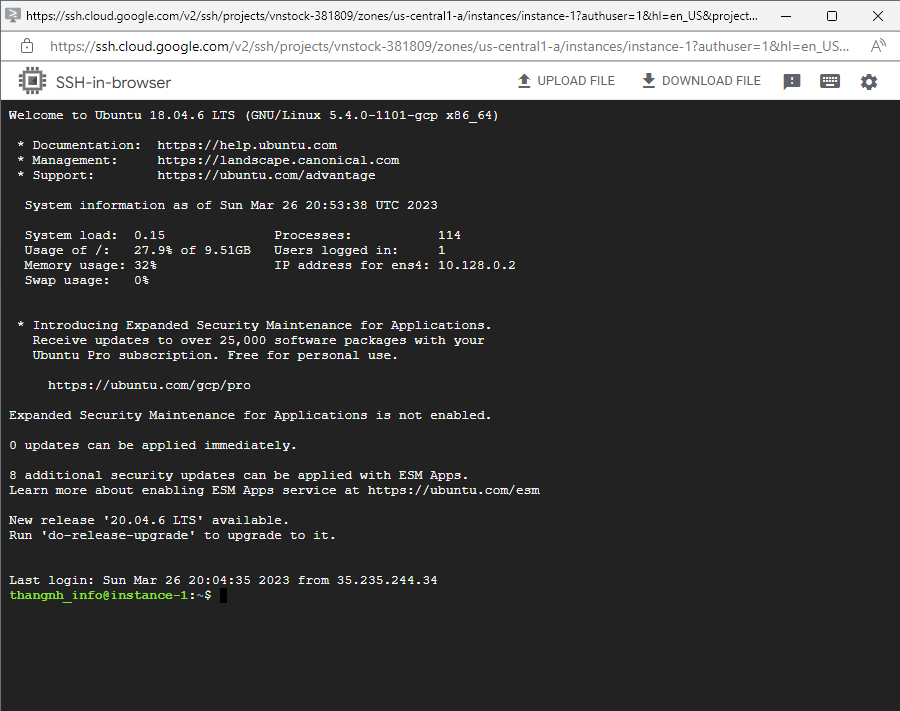 https://ssh.cloud.google.com/v2/ssh/projects/vnstock-381809/zones/us-central1-a/instances/instance-1?authuser=1&hl=en_US&project...
https://ssh.cloud.google.com/v2/ssh/projects/vnstock-381809/zones/us-central1-a/instances/instance-1?authuser=1&hl=en_US...
SSH-in-browser UPLOAD FILE DOWNLOAD FILE
Welcome to Ubuntu 18.04.6 LTS (GNU/Linux 5.4.0-1101-gcp x86_64)
* Documentation: https://help.ubuntu.com
* Management: https://landscape.canonical.com
* Support: https://ubuntu.com/advantage
System information as of Sun Mar 26 20:53:38 UTC 2023
System load: 0.15 Processes: 114
Usage of /: 27.9% of 9.51GB Users logged in: 1
Memory usage: 32% IP address for ens4: 10.128.0.2
Swap usage: 0%
* Introducing Expanded Security Maintenance for Applications.
Receive updates to over 25,000 software packages with your
Ubuntu Pro subscription. Free for personal use.
https://ubuntu.com/gcp/pro
Expanded Security Maintenance for Applications is not enabled.
0 updates can be applied immediately.
8 additional security updates can be applied with ESM Apps.
Learn more about enabling ESM Apps service at https://ubuntu.com/esm
New release '20.04.6 LTS' available.
Run 'do-release-upgrade' to upgrade to it.
Last login: Sun Mar 26 20:04:35 2023 from 35.235.244.34
thangnh_info@instance-1:~$